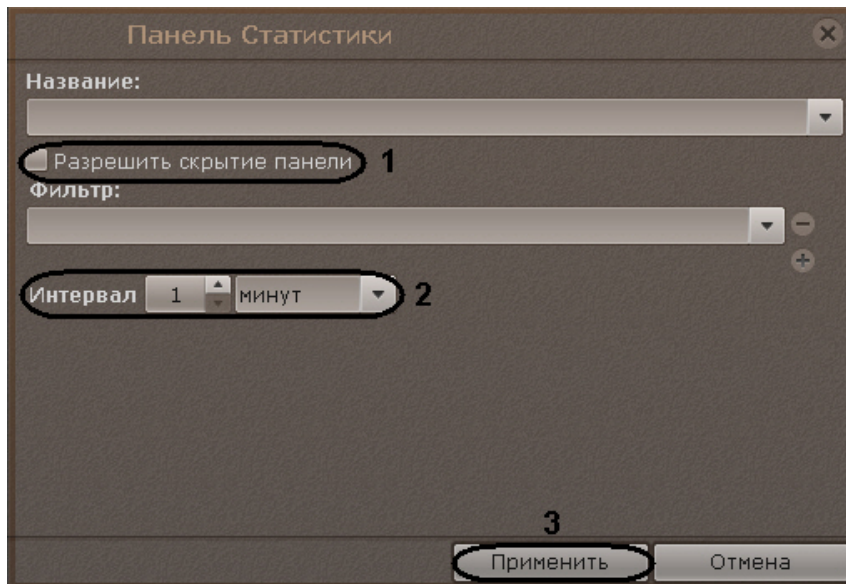 Панель Статистики
Название:
Разрешить скрытие панели 1
Фильтр:
Интервал 1 минут 2
3
Применить Отмена